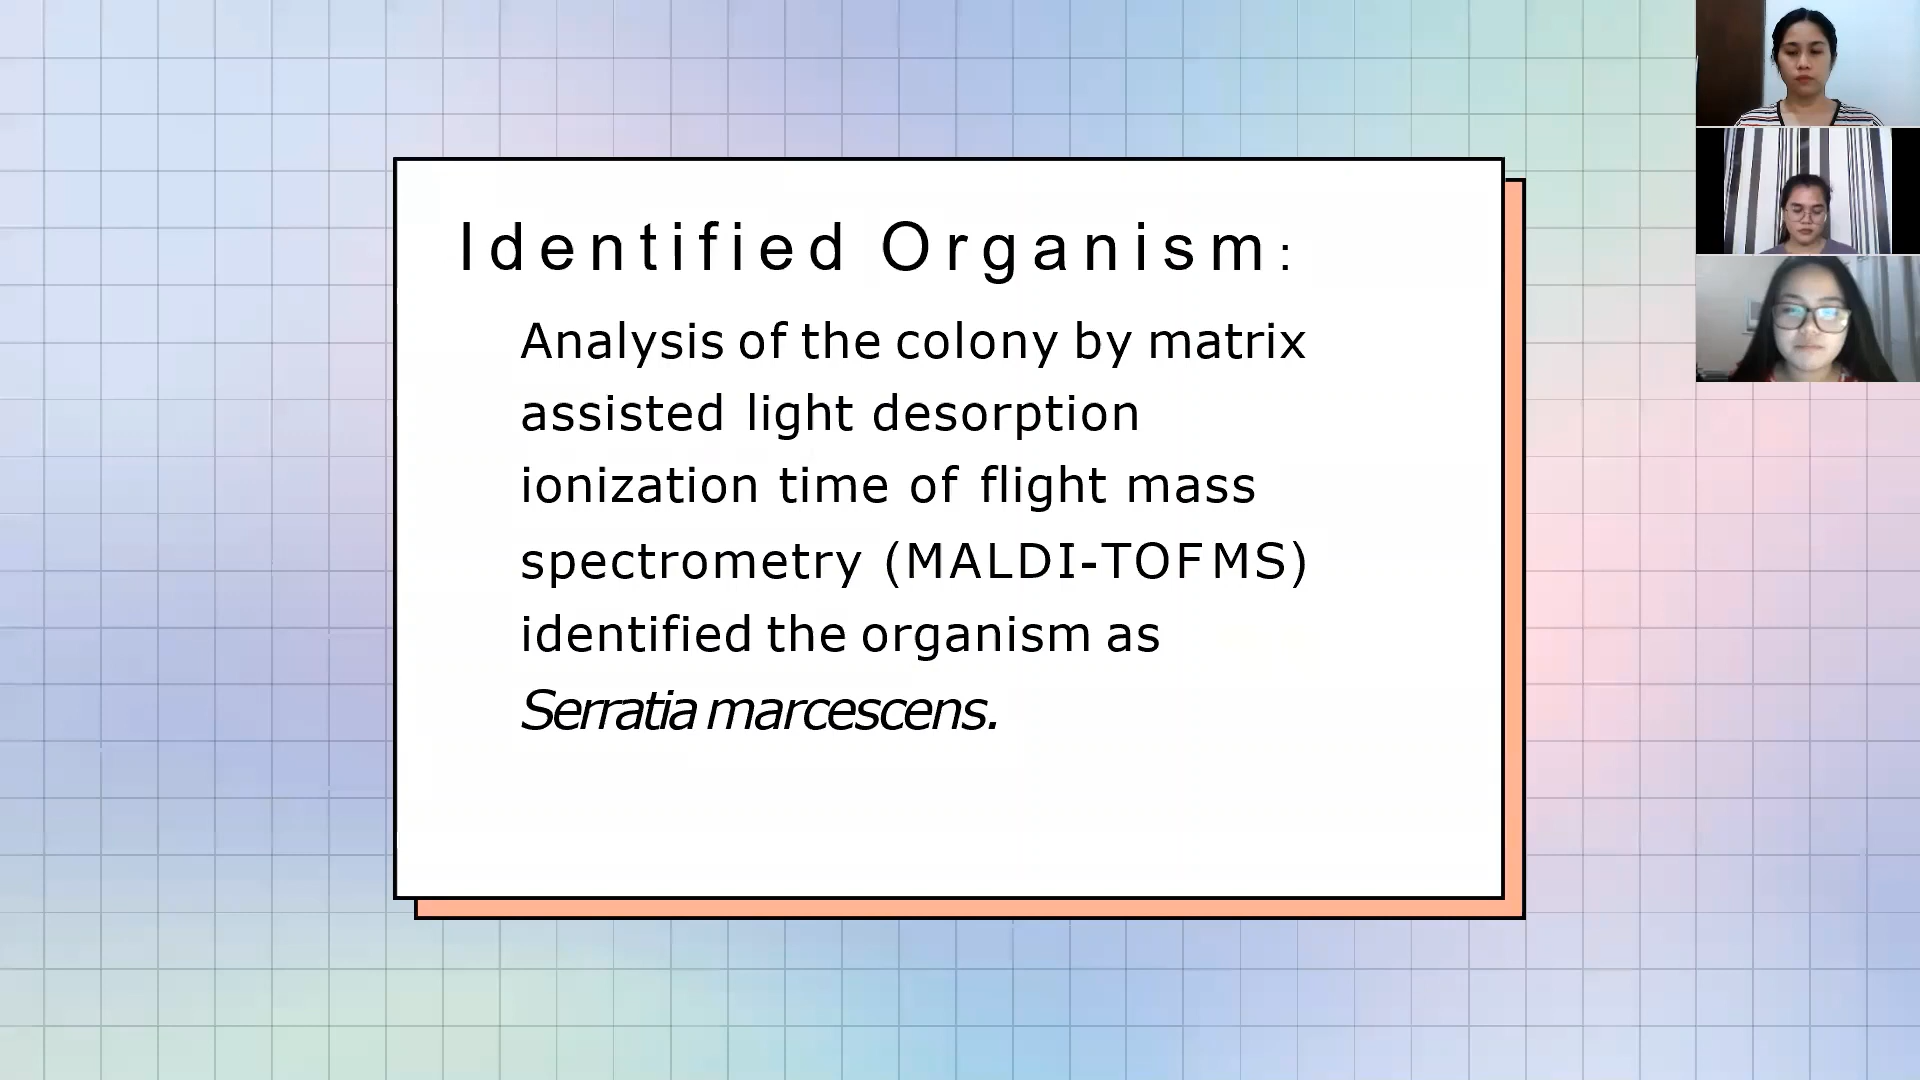 Identified Organism:
Analysis of the colony by matrix
assisted light desorption
ionization time of flight mass
spectrometry (MALDI-TOFMS)
identified the organism as
Serratia marcescens.